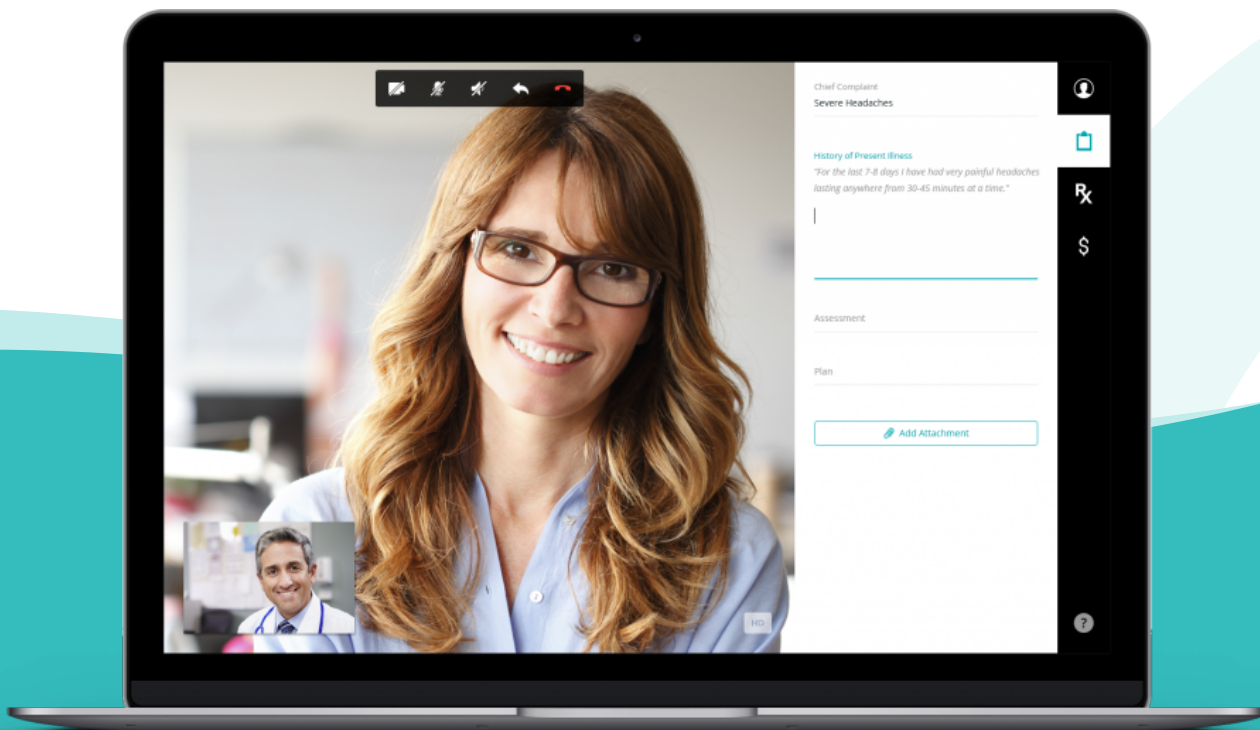 Chief Complaint
Severe Headaches
History of Present Illness
"For the last 7-8 days I have had very painful headaches
lasting anywhere from 30-45 minutes at a time."
Assessment
Plan
Add Attachment
Rx
$
HD
?